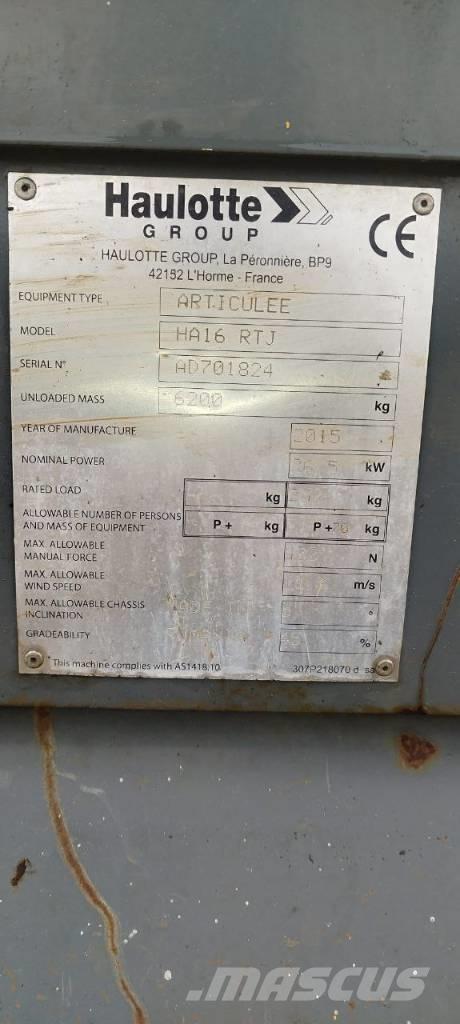 Haulotte
GROUP
CE
HAULOTTE GROUP, La Péronnière, BP9
42152 L'Horme - France
EQUIPMENT TYPE ARTICULEE
MODEL HA16 RTJ
SERIAL N° AD701824
UNLOADED MASS 6200 kg
YEAR OF MANUFACTURE 2015
NOMINAL POWER kW
RATED LOAD kg kg
ALLOWABLE NUMBER OF PERSONS
AND MASS OF EQUIPMENT P + kg P + kg
MAX. ALLOWABLE
MANUAL FORCE N
MAX. ALLOWABLE
WIND SPEED m/s
MAX. ALLOWABLE CHASSIS
INCLINATION °
GRADEABILITY %
*This machine complies with AS1418.10 307P218070 d
MASCUS